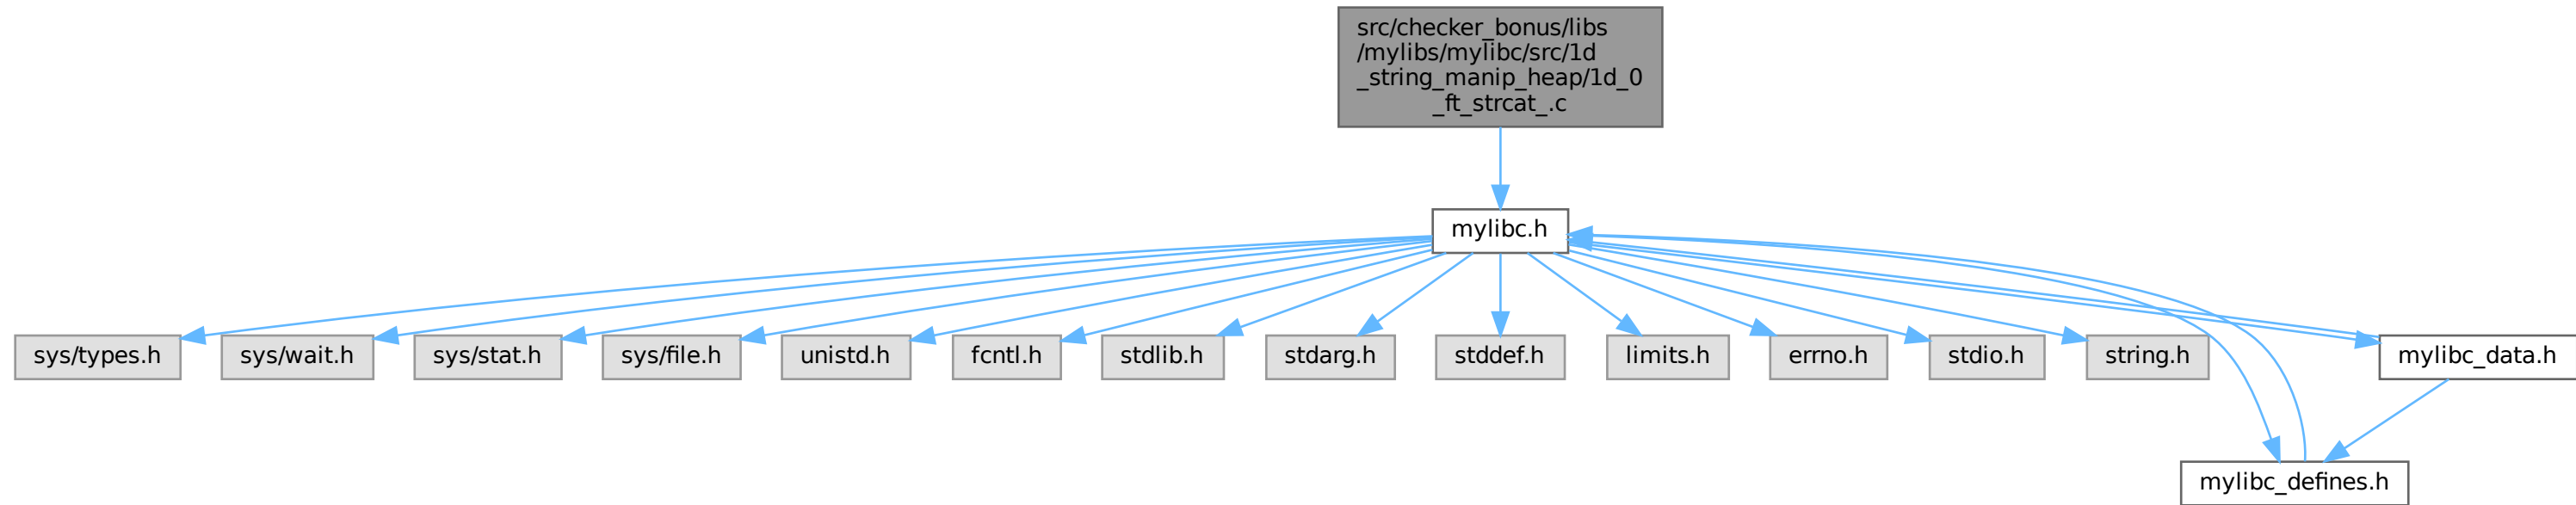 src/checker_bonus/libs
/mylibs/mylibc/src/1d
_string_manip_heap/1d_0
_ft_strcat_.c
mylibc.h
sys/types.h
sys/wait.h
sys/stat.h
sys/file.h
unistd.h
fcntl.h
stdlib.h
stdarg.h
stddef.h
limits.h
errno.h
stdio.h
string.h
mylibc_data.h
mylibc_defines.h